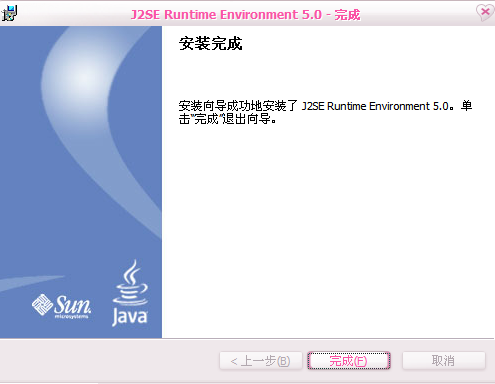 J2SE Runtime Environment 5.0 - 完成
安装完成
安装向导成功地安装了 J2SE Runtime Environment 5.0。单
击“完成”退出向导。
Sun
microsystems
Java
< 上一步(B)
完成(F)
取消